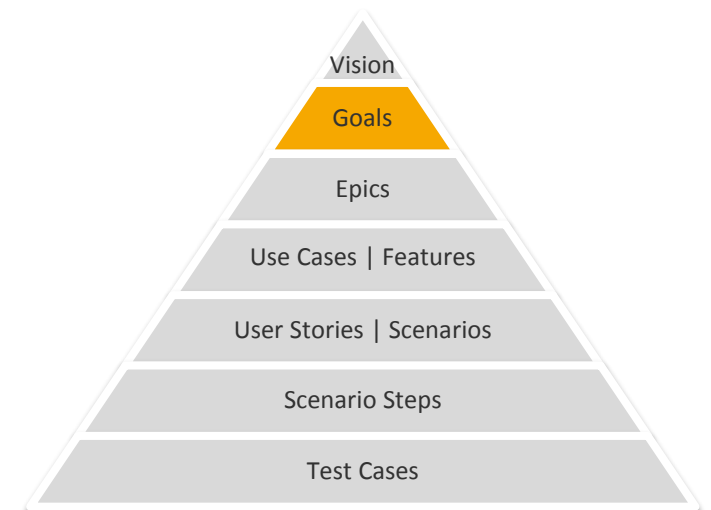 Vision
Goals
Epics
Use Cases | Features
User Stories | Scenarios
Scenario Steps
Test Cases